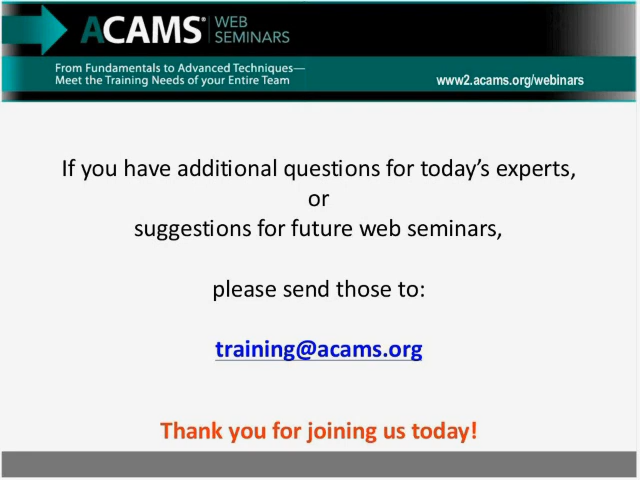 ACAMS® WEB
SEMINARS
From Fundamentals to Advanced Techniques—
Meet the Training Needs of your Entire Team
www2.acams.org/webinars
If you have additional questions for today's experts,
or
suggestions for future web seminars,
please send those to:
training@acams.org
Thank you for joining us today!